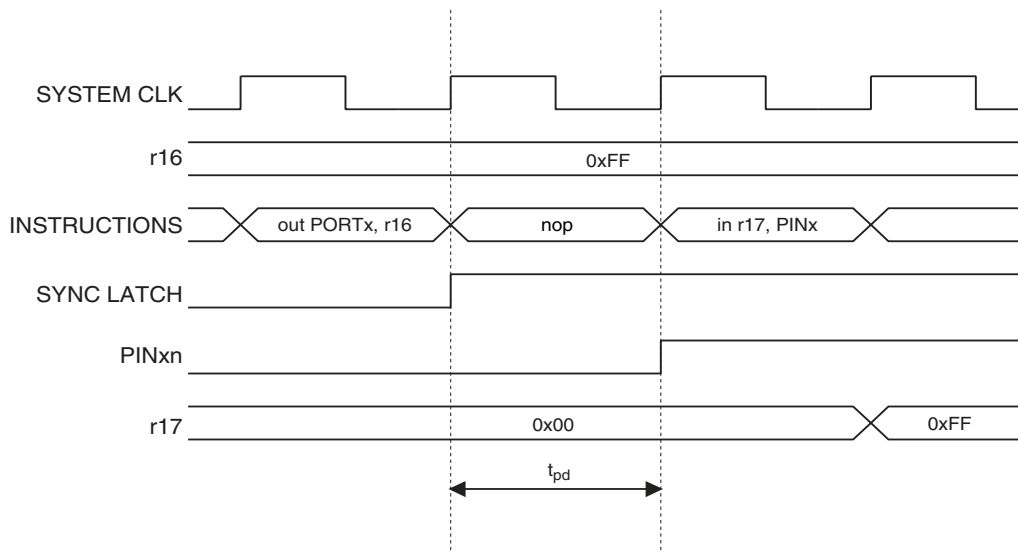 SYSTEM CLK
r16
0xFF
INSTRUCTIONS
out PORTx, r16
nop
in r17, PINx
SYNC LATCH
PINxn
r17
0x00
0xFF
tpd